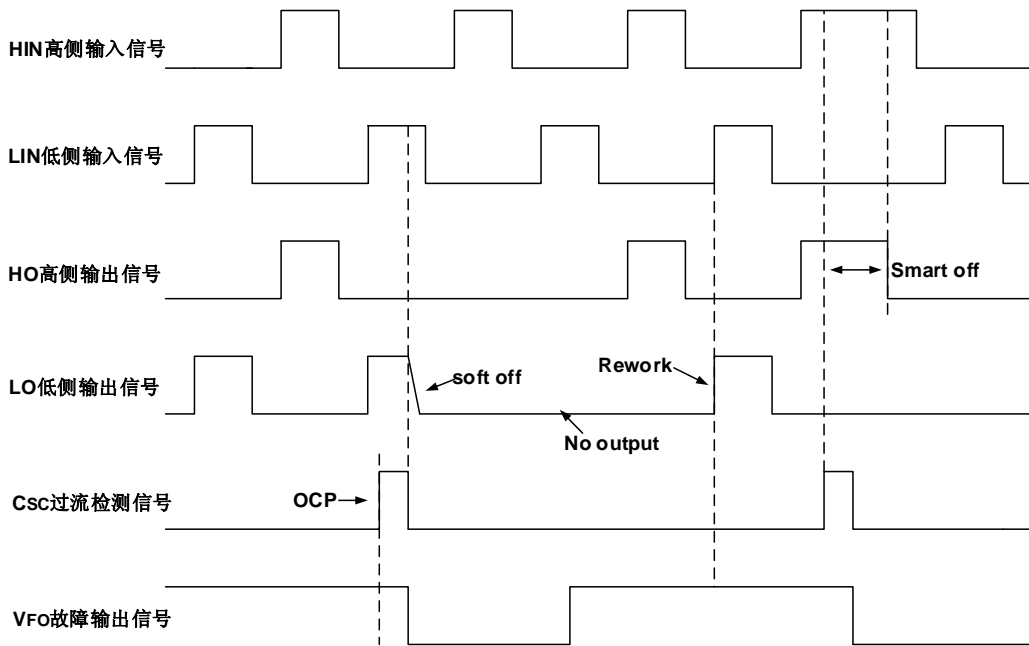 HIN高侧输入信号
LIN低侧输入信号
HO高侧输出信号
Smart off
LO低侧输出信号
soft off
Rework
No output
CSC过流检测信号
OCP
VFO故障输出信号